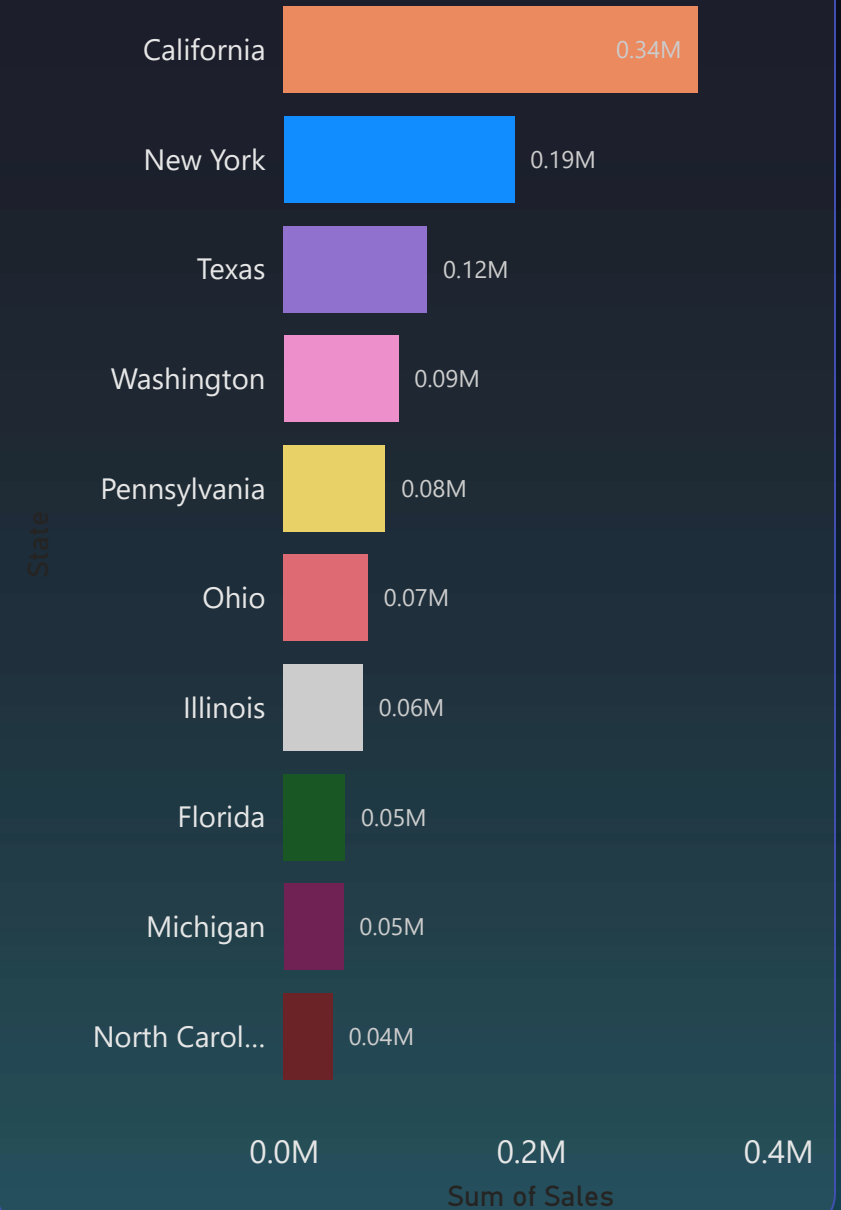 California 0.34M
New York 0.19M
Texas 0.12M
Washington 0.09M
Pennsylvania 0.08M
State
Ohio 0.07M
Illinois 0.06M
Florida 0.05M
Michigan 0.05M
North Carol... 0.04M
0.0M 0.2M 0.4M
Sum of Sales